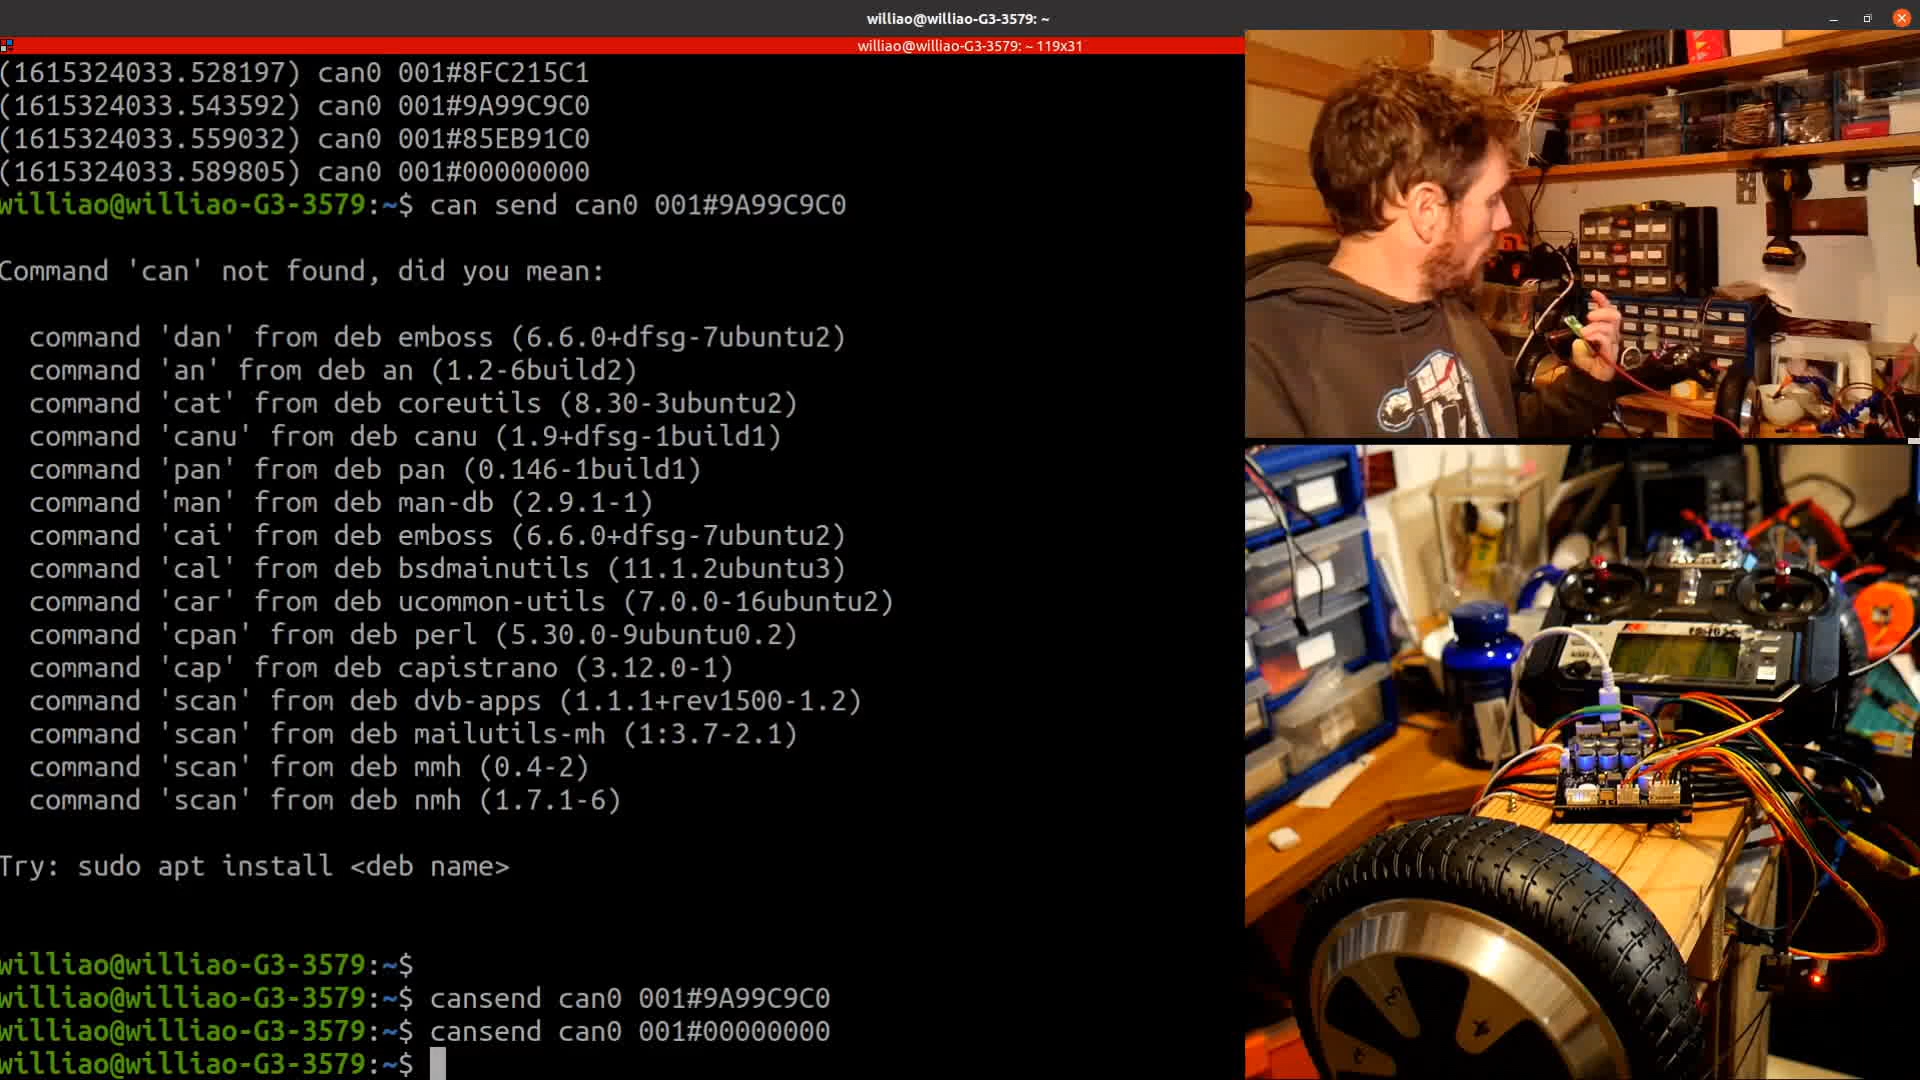 williao@williao-G3-3579: ~
williao@williao-G3-3579: ~ 119x31
(1615324033.528197) can0 001#8FC215C1
(1615324033.543592) can0 001#9A99C9C0
(1615324033.559032) can0 001#85EB91C0
(1615324033.589805) can0 001#00000000
williao@williao-G3-3579:~$ can send can0 001#9A99C9C0
Command 'can' not found, did you mean:
command 'dan' from deb emboss (6.6.0+dfsg-7ubuntu2)
command 'an' from deb an (1.2-6build2)
command 'cat' from deb coreutils (8.30-3ubuntu2)
command 'canu' from deb canu (1.9+dfsg-1build1)
command 'pan' from deb pan (0.146-1build1)
command 'man' from deb man-db (2.9.1-1)
command 'cai' from deb emboss (6.6.0+dfsg-7ubuntu2)
command 'cal' from deb bsdmainutils (11.1.2ubuntu3)
command 'car' from deb ucommon-utils (7.0.0-16ubuntu2)
command 'cpan' from deb perl (5.30.0-9ubuntu0.2)
command 'cap' from deb capistrano (3.12.0-1)
command 'scan' from deb dvb-apps (1.1.1+rev1500-1.2)
command 'scan' from deb mailutils-mh (1:3.7-2.1)
command 'scan' from deb mmh (0.4-2)
command 'scan' from deb nmh (1.7.1-6)
Try: sudo apt install <deb name>
williao@williao-G3-3579:~$
williao@williao-G3-3579:~$ cansend can0 001#9A99C9C0
williao@williao-G3-3579:~$ cansend can0 001#00000000
williao@williao-G3-3579:~$